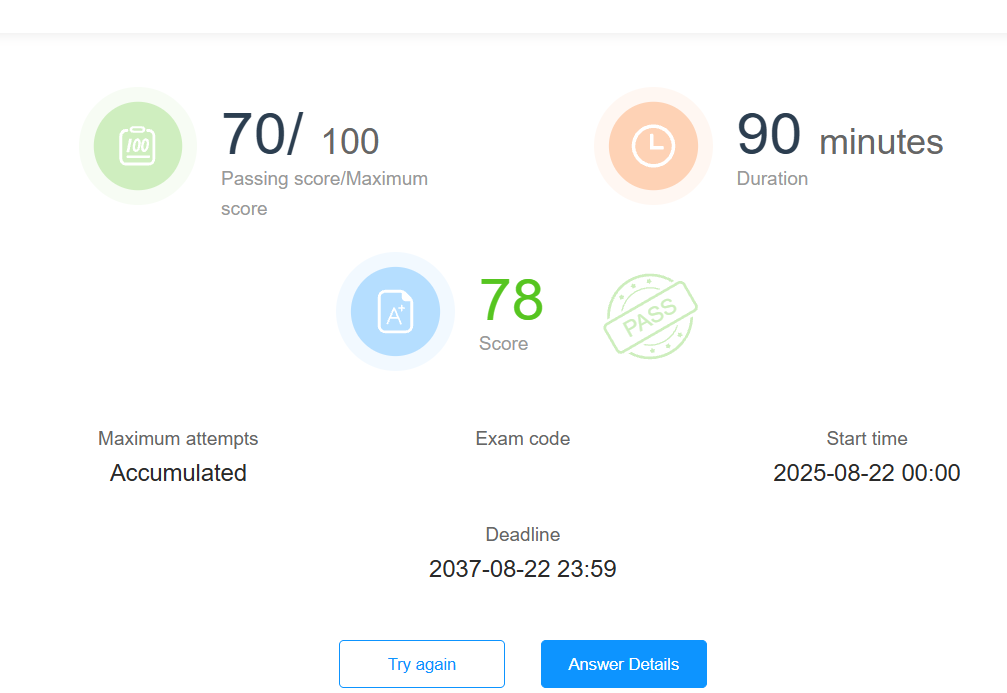 100
70/ 100
Passing score/Maximum
score
90 minutes
Duration
A+
78
Score
PASS
Maximum attempts
Accumulated
Exam code
Start time
2025-08-22 00:00
Deadline
2037-08-22 23:59
Try again
Answer Details